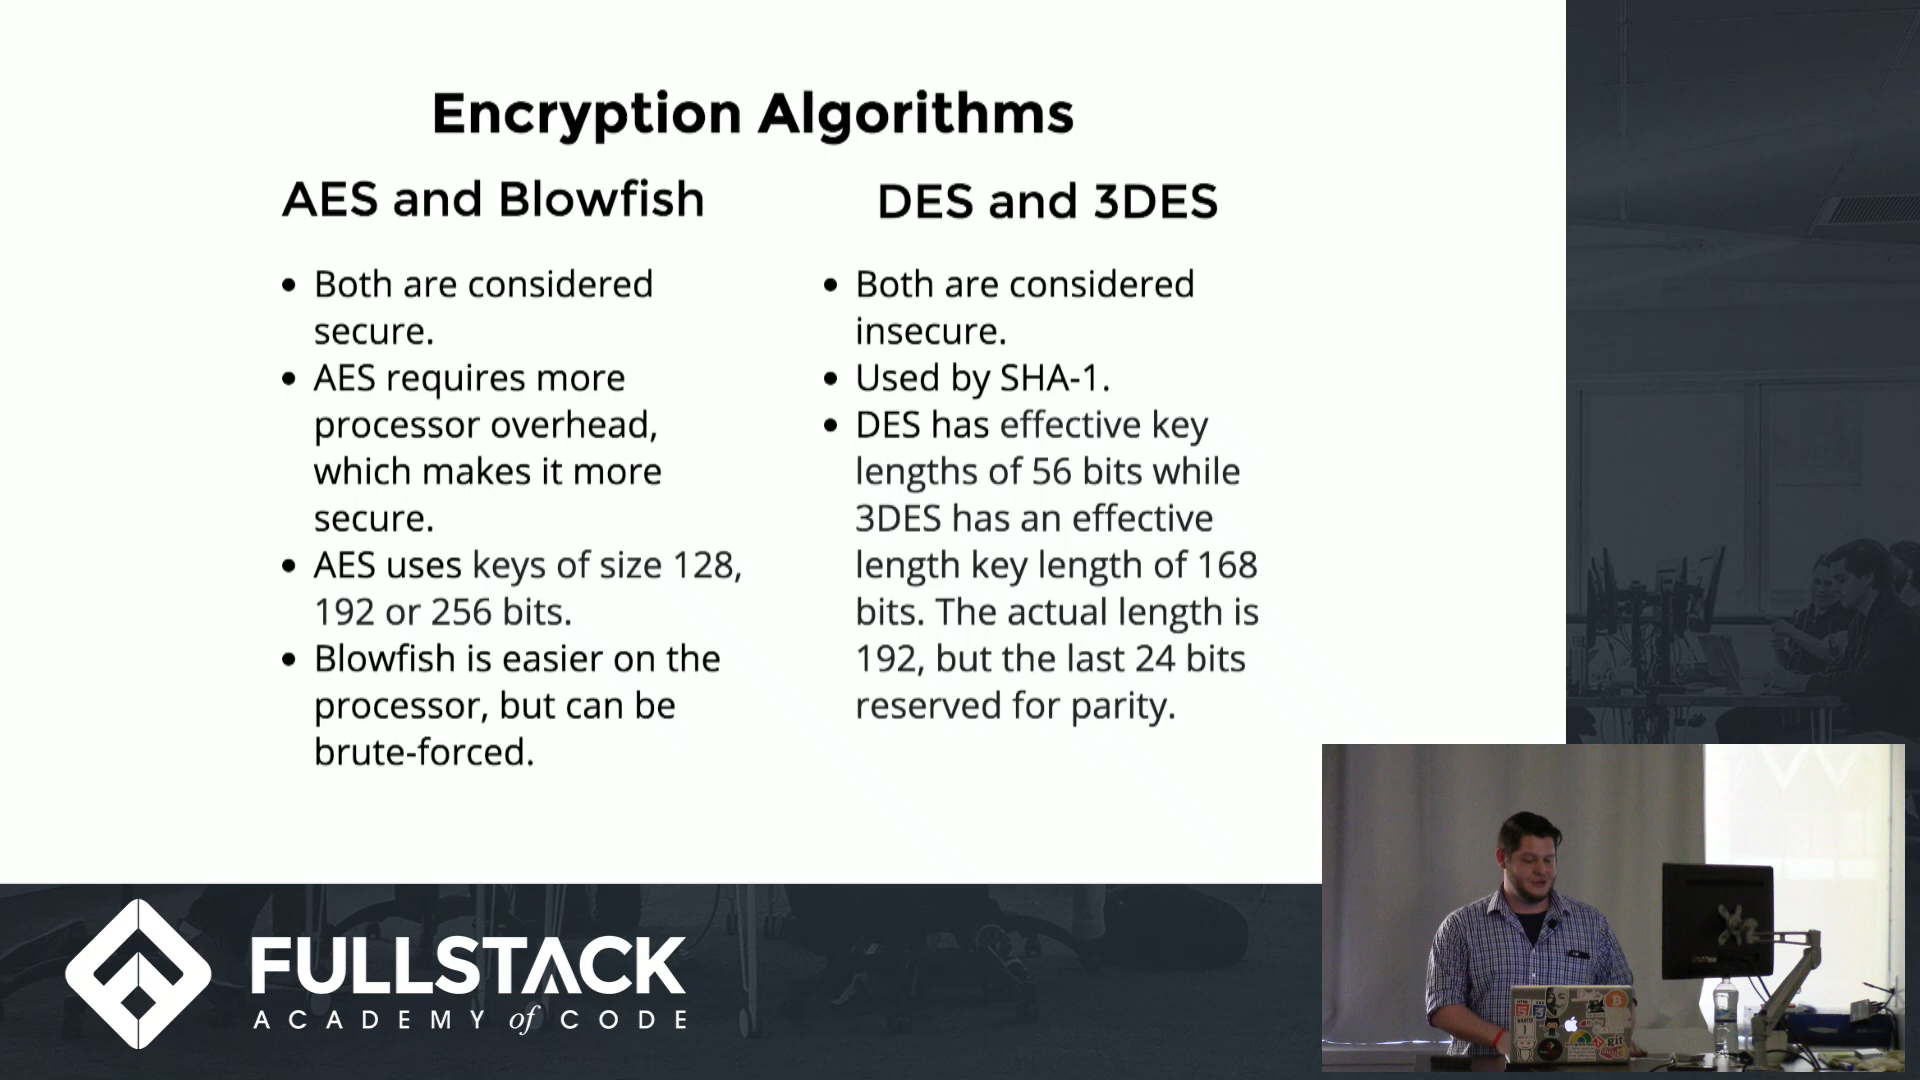 Encryption Algorithms
AES and Blowfish
• Both are considered
secure.
• AES requires more
processor overhead,
which makes it more
secure.
• AES uses keys of size 128,
192 or 256 bits.
• Blowfish is easier on the
processor, but can be
brute-forced.
DES and 3DES
• Both are considered
insecure.
• Used by SHA-1.
• DES has effective key
lengths of 56 bits while
3DES has an effective
length key length of 168
bits. The actual length is
192, but the last 24 bits
reserved for parity.
FULLSTACK
ACADEMY of CODE
git